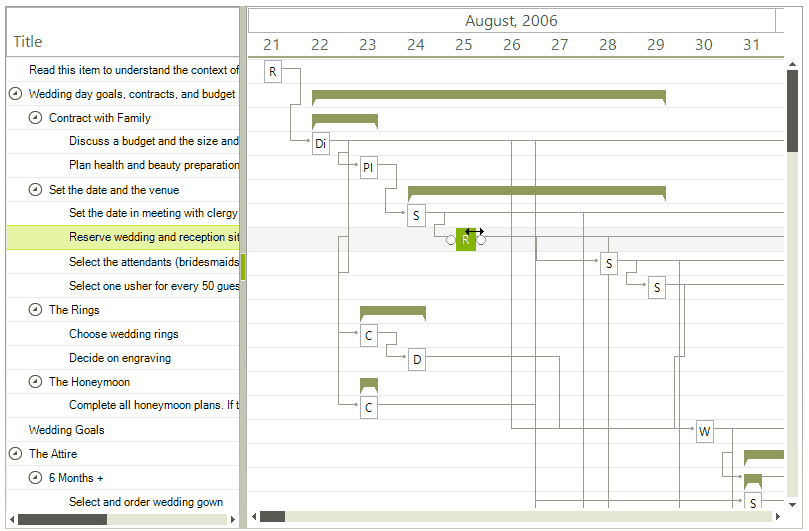 August, 2006
Title
21 22 23 24 25 26 27 28 29 30 31
Read this item to understand the context of
R
Wedding day goals, contracts, and budget
Contract with Family
Discuss a budget and the size and
Di
Plan health and beauty preparation
Pl
Set the date and the venue
Set the date in meeting with clergy
S
Reserve wedding and reception sit
R
Select the attendants (bridesmaids
S
Select one usher for every 50 gues
S
The Rings
Choose wedding rings
C
Decide on engraving
D
The Honeymoon
Complete all honeymoon plans. If t
C
Wedding Goals
W
The Attire
6 Months +
Select and order wedding gown
S